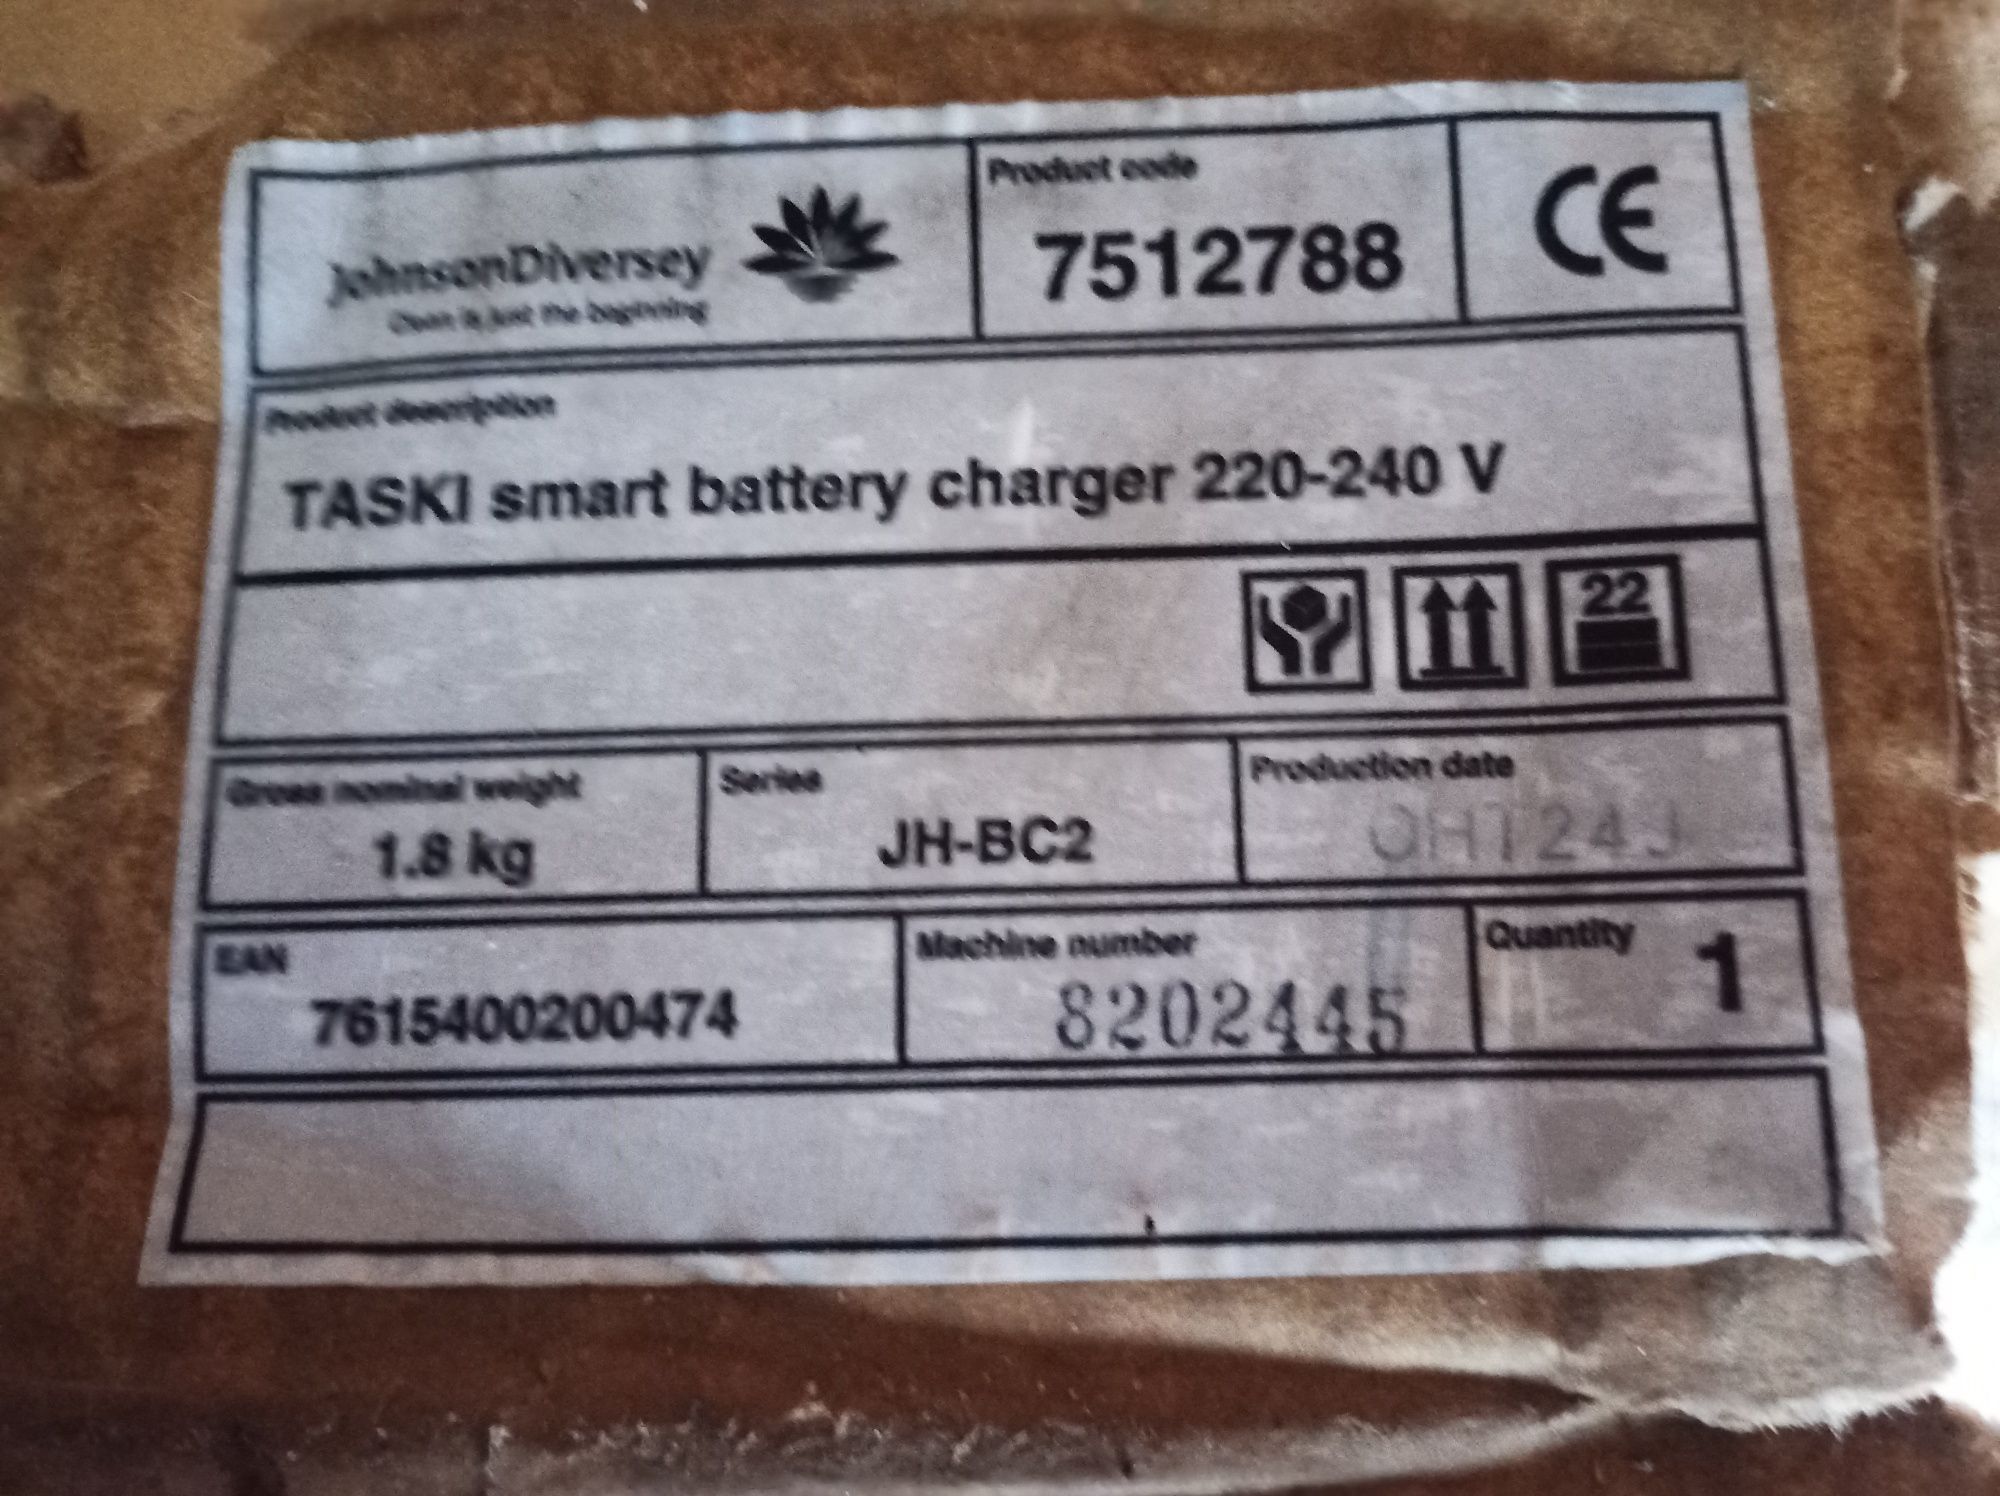 JohnsonDiversey
Clean is just the beginning
Product code
7512788
CE
Product description
TASKI smart battery charger 220-240 V
22
Gross nominal weight
1.8 kg
Series
JH-BC2
Production date
EAN
7615400200474
Machine number
8202445
Quantity
1